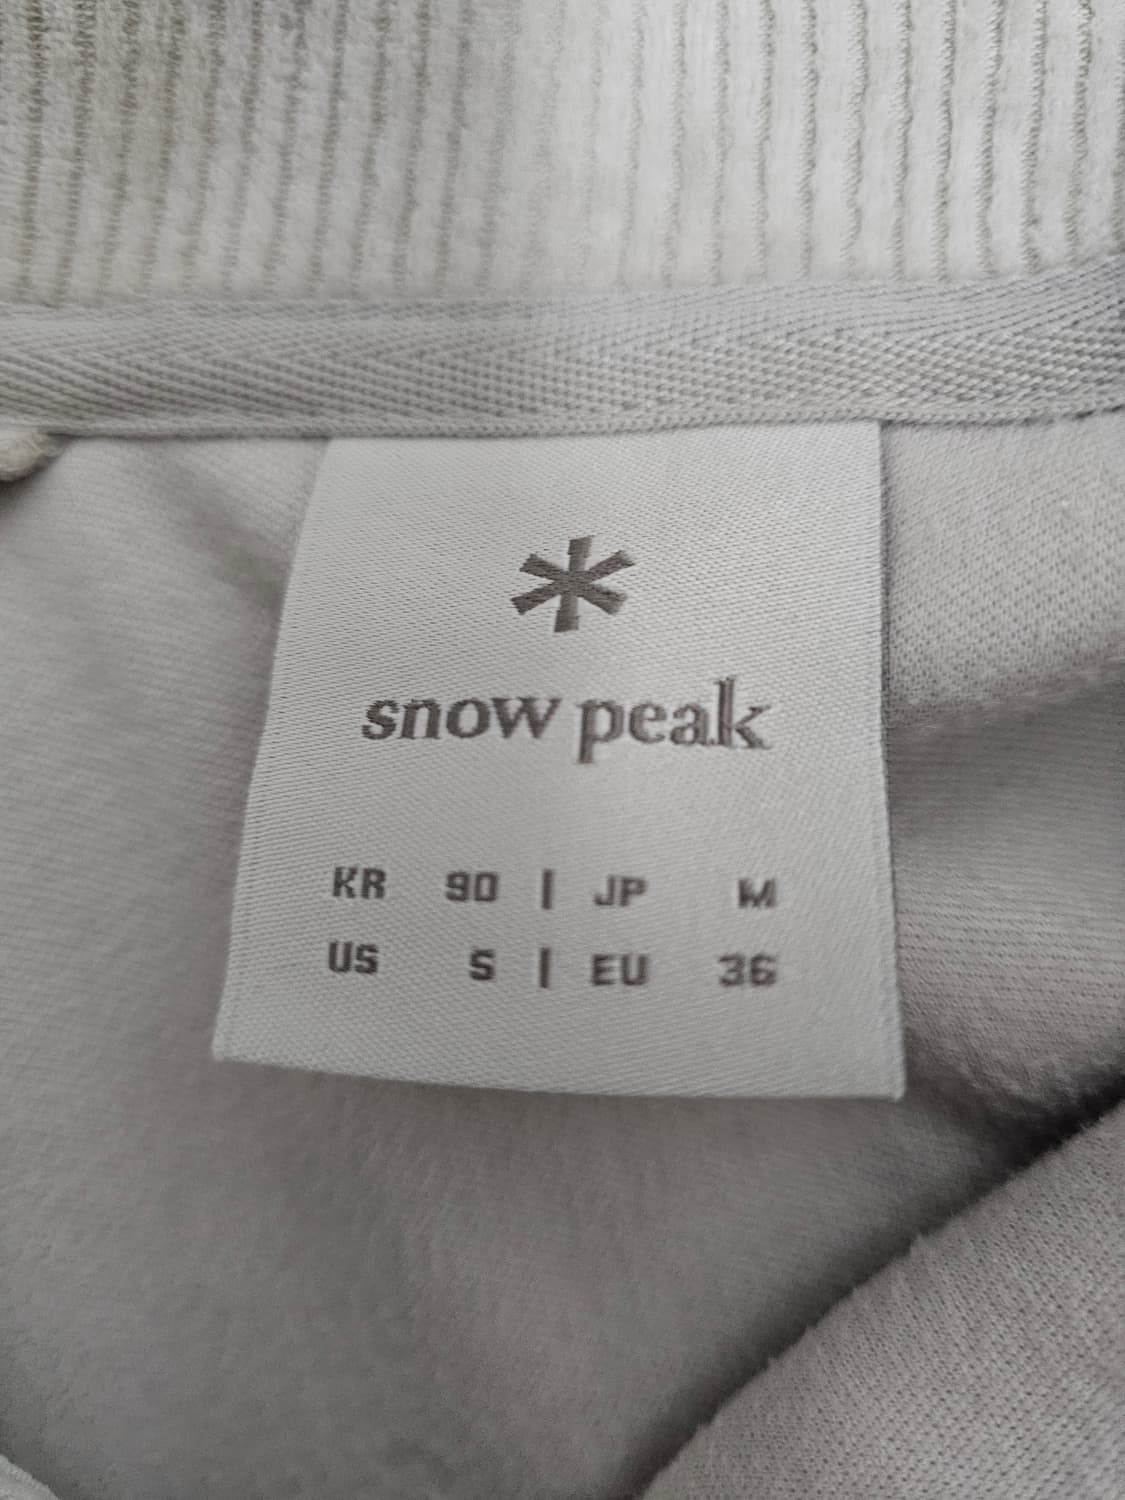 snow peak
KR 90 | JP M
US S | EU 36